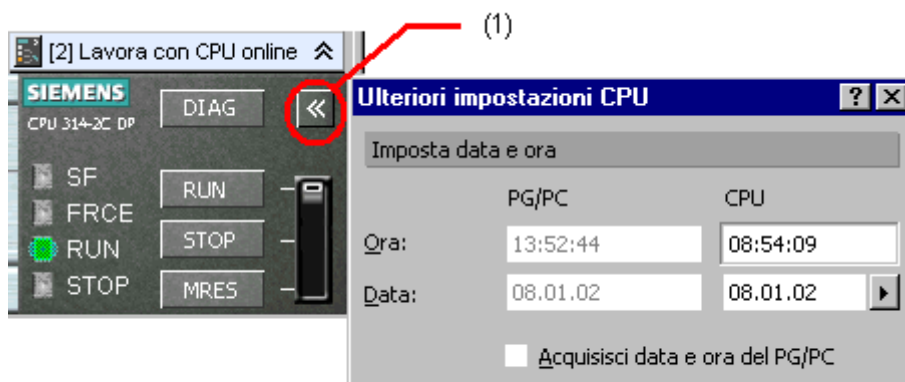 (1)
[2] Lavora con CPU online
SIEMENS
CPU 314-2C DP
DIAG
SF
FRCE
RUN
STOP
RUN
STOP
MRES
Ulteriori impostazioni CPU
Imposta data e ora
PG/PC CPU
Ora: 13:52:44 08:54:09
Data: 08.01.02 08.01.02
Acquisisci data e ora del PG/PC